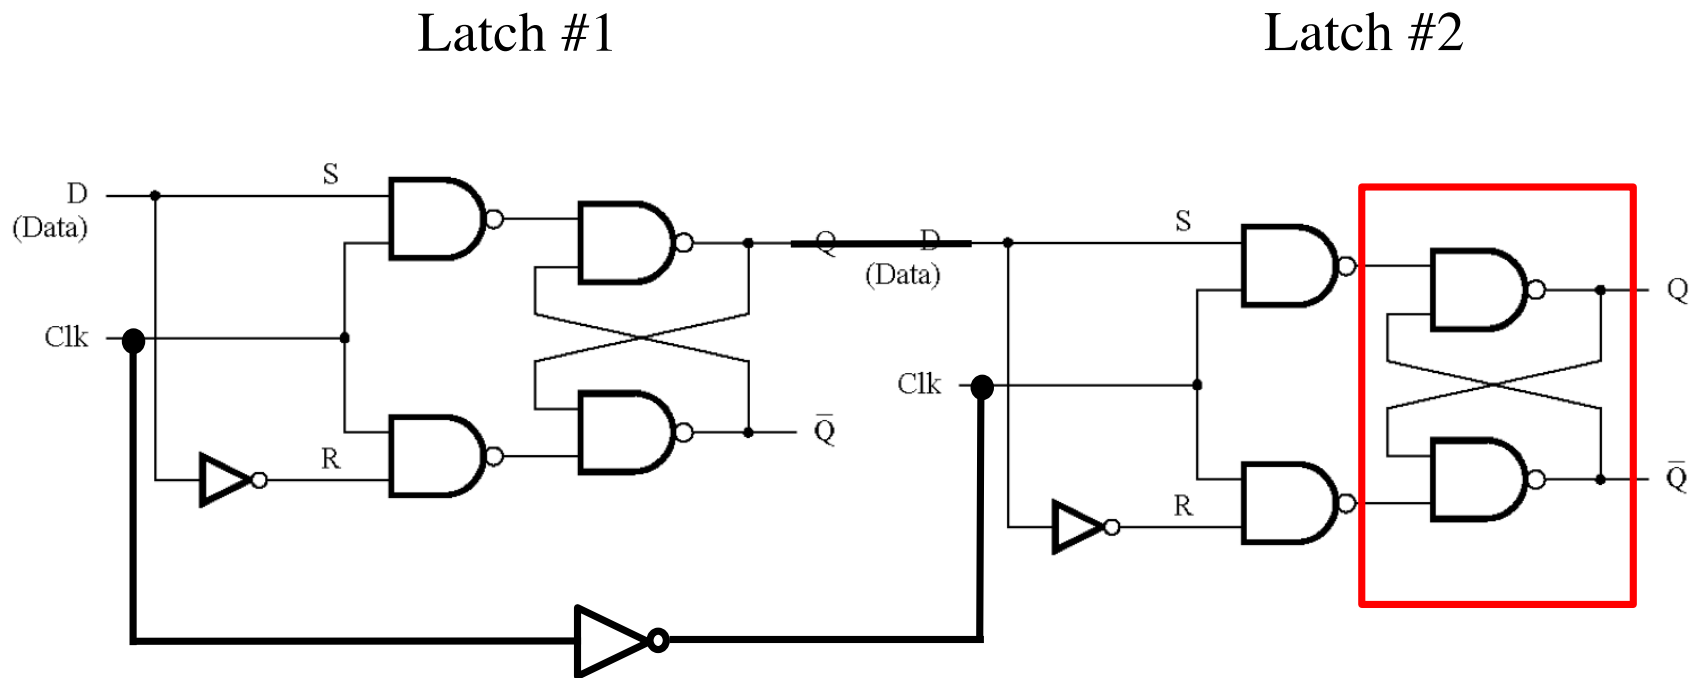 Latch #1
Latch #2
D
(Data)
S
Clk
R
Q
Q̅
D
(Data)
S
Clk
R
Q
Q̅